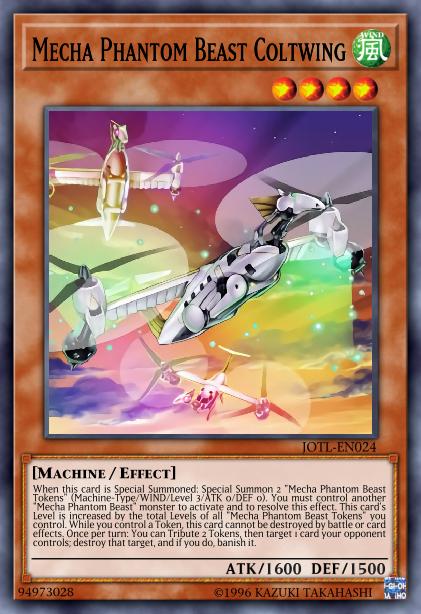 MECHA PHANTOM BEAST COLTWING
WIND
風
JOTL-EN024
[MACHINE / EFFECT]
When this card is Special Summoned: Special Summon 2 "Mecha Phantom Beast
Tokens" (Machine-Type/WIND/Level 3/ATK 0/DEF 0). You must control another
"Mecha Phantom Beast" monster to activate and to resolve this effect. This card's
Level is increased by the total Levels of all "Mecha Phantom Beast Tokens" you
control. While you control a Token, this card cannot be destroyed by battle or card
effects. Once per turn: You can Tribute 2 Tokens, then target 1 card your opponent
controls; destroy that target, and if you do, banish it.
ATK/1600 DEF/1500
94973028
©1996 KAZUKI TAKAHASHI